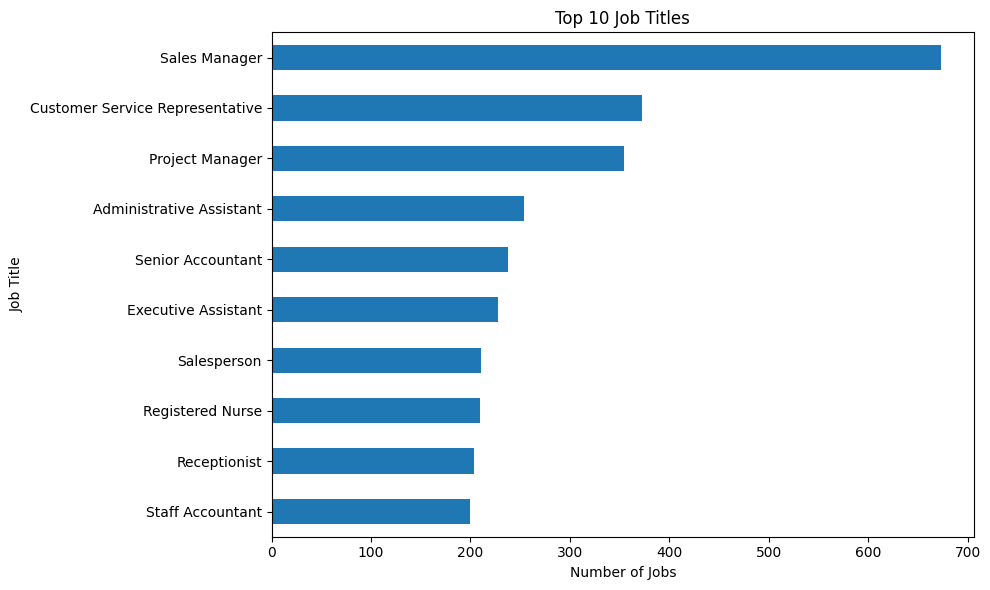 Top 10 Job Titles
Sales Manager
Customer Service Representative
Project Manager
Administrative Assistant
Senior Accountant
Executive Assistant
Salesperson
Registered Nurse
Receptionist
Staff Accountant
Job Title
0 100 200 300 400 500 600 700
Number of Jobs